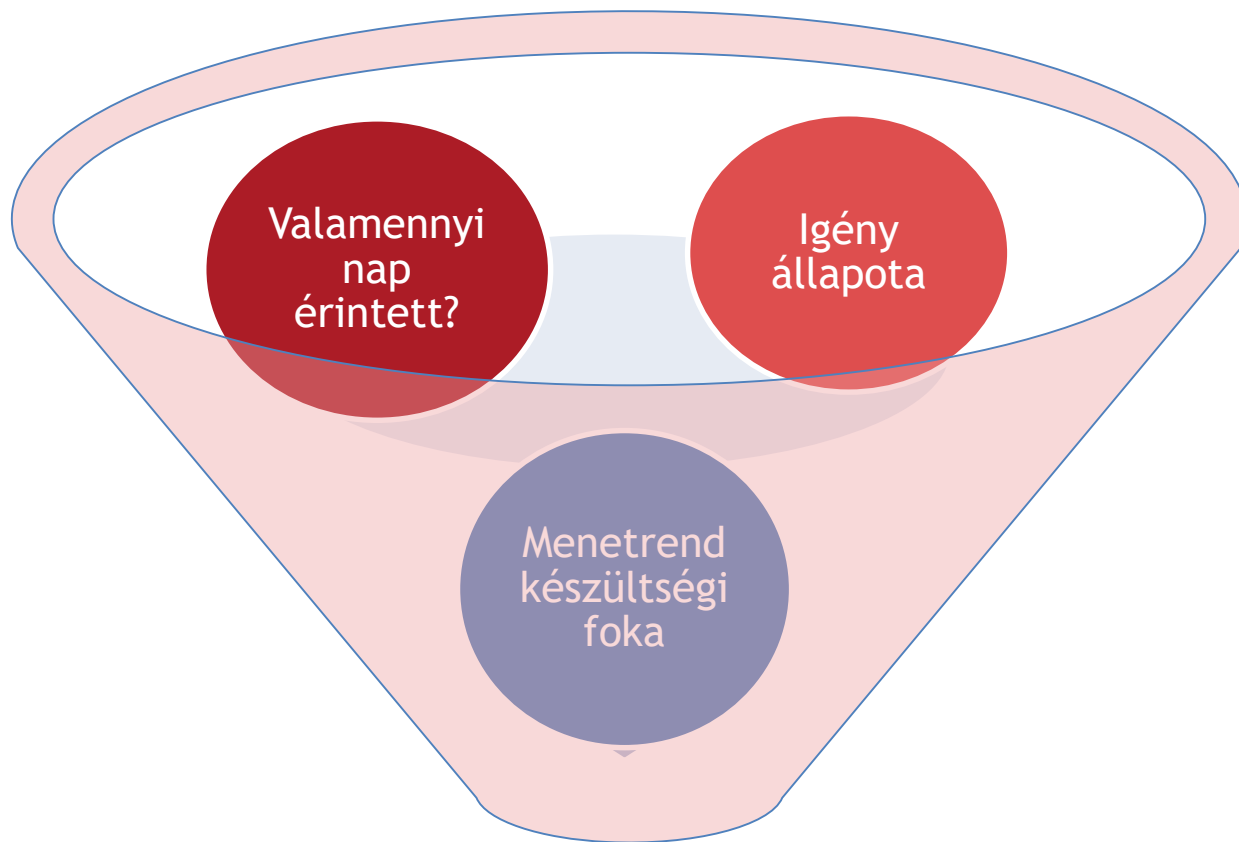 Valamennyi
nap
érintett?
Igény
állapota
Menetrend
készültségi
foka